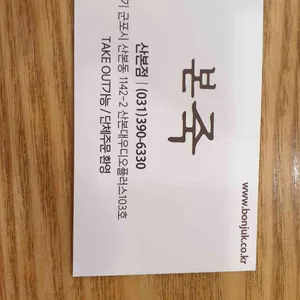 www.bonjuk.co.kr
본죽
산본점 | (031)390-6330
기 군포시 산본동 1142-2 산본대우디오플러스103호
TAKE OUT가능 / 단체주문 환영